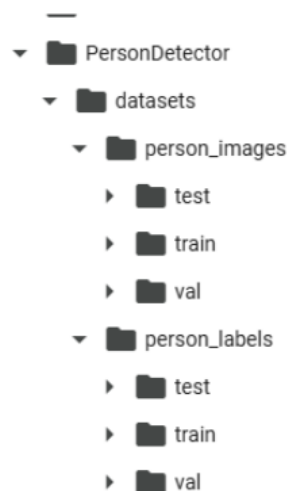 PersonDetector
datasets
person_images
test
train
val
person_labels
test
train
val